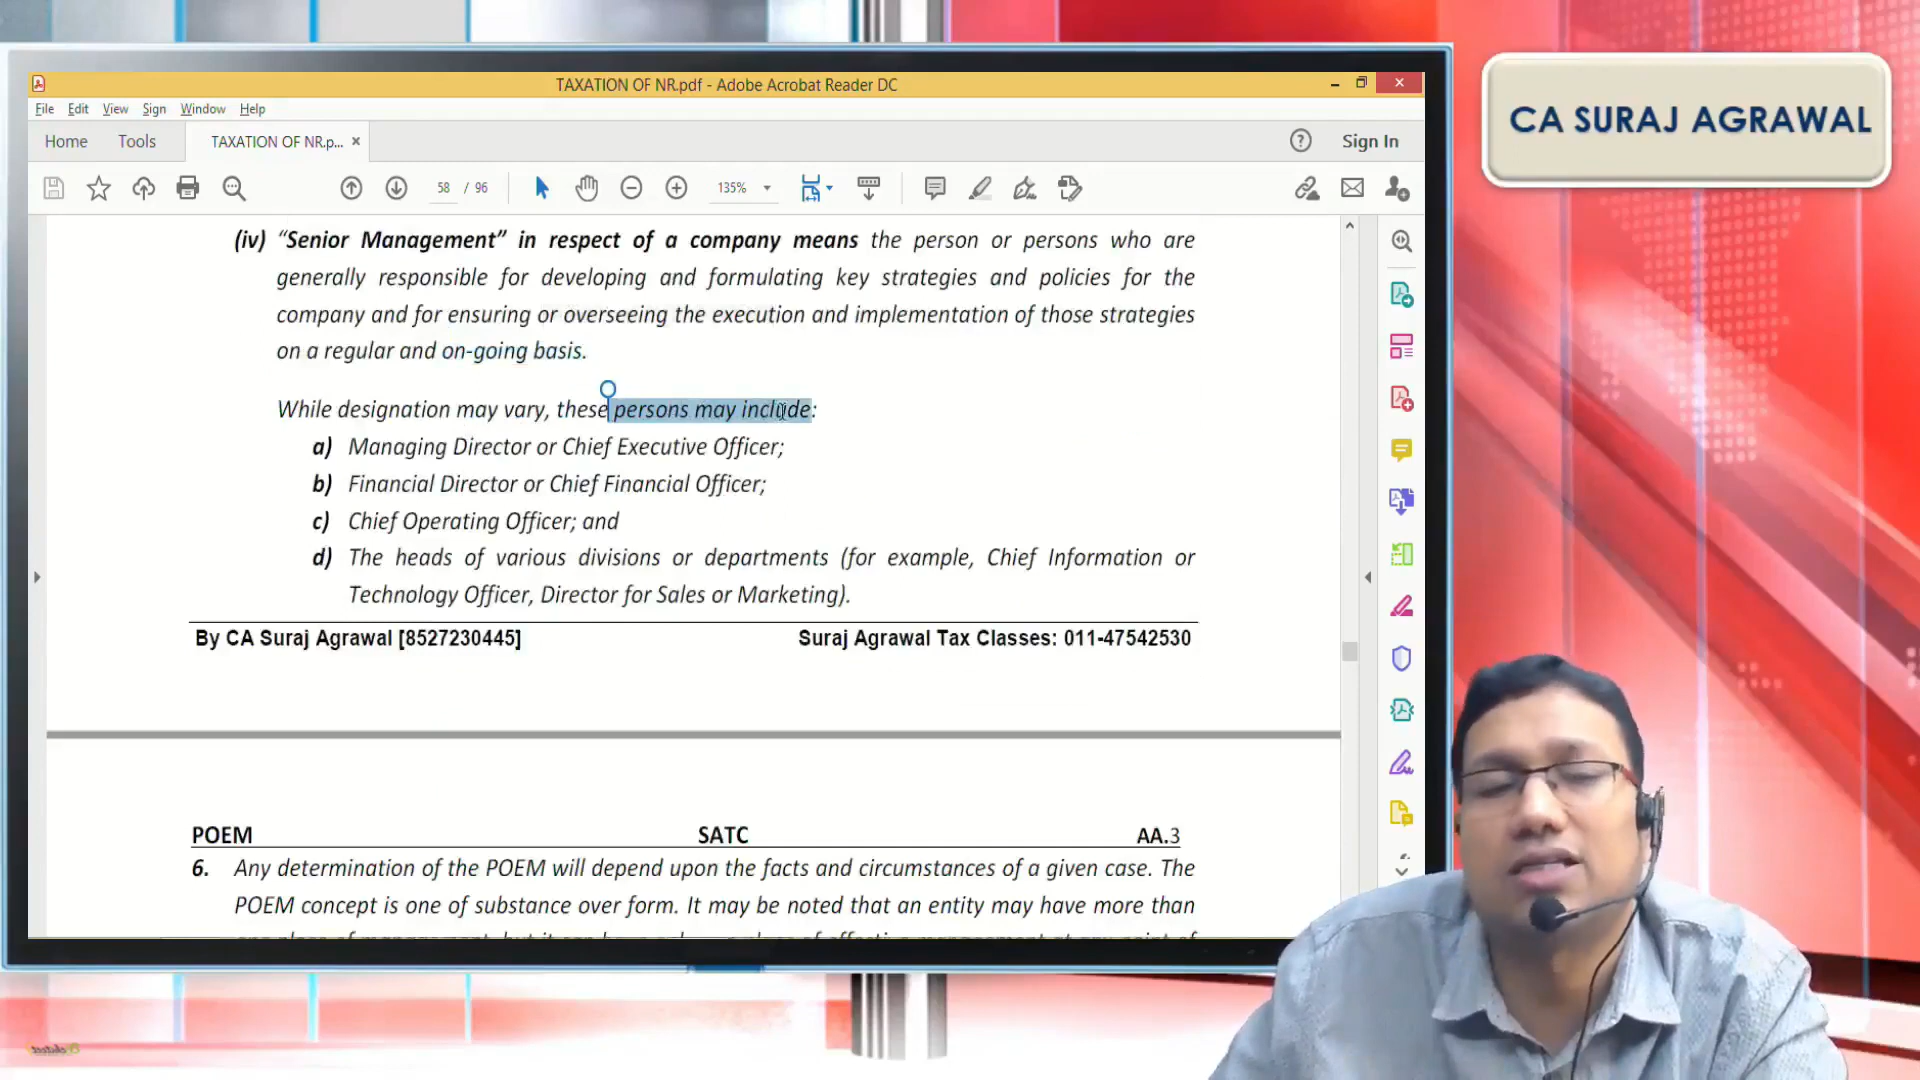 TAXATION OF NR.pdf - Adobe Acrobat Reader DC
CA SURAJ AGRAWAL
File Edit View Sign Window Help
Home Tools TAXATION OF NR.p... × Sign In
58 / 96 135%
(iv) “Senior Management” in respect of a company means the person or persons who are
generally responsible for developing and formulating key strategies and policies for the
company and for ensuring or overseeing the execution and implementation of those strategies
on a regular and on-going basis.
While designation may vary, these persons may include:
a) Managing Director or Chief Executive Officer;
b) Financial Director or Chief Financial Officer;
c) Chief Operating Officer; and
d) The heads of various divisions or departments (for example, Chief Information or
Technology Officer, Director for Sales or Marketing).
By CA Suraj Agrawal [8527230445] Suraj Agrawal Tax Classes: 011-47542530
POEM SATC AA.3
6. Any determination of the POEM will depend upon the facts and circumstances of a given case. The
POEM concept is one of substance over form. It may be noted that an entity may have more than